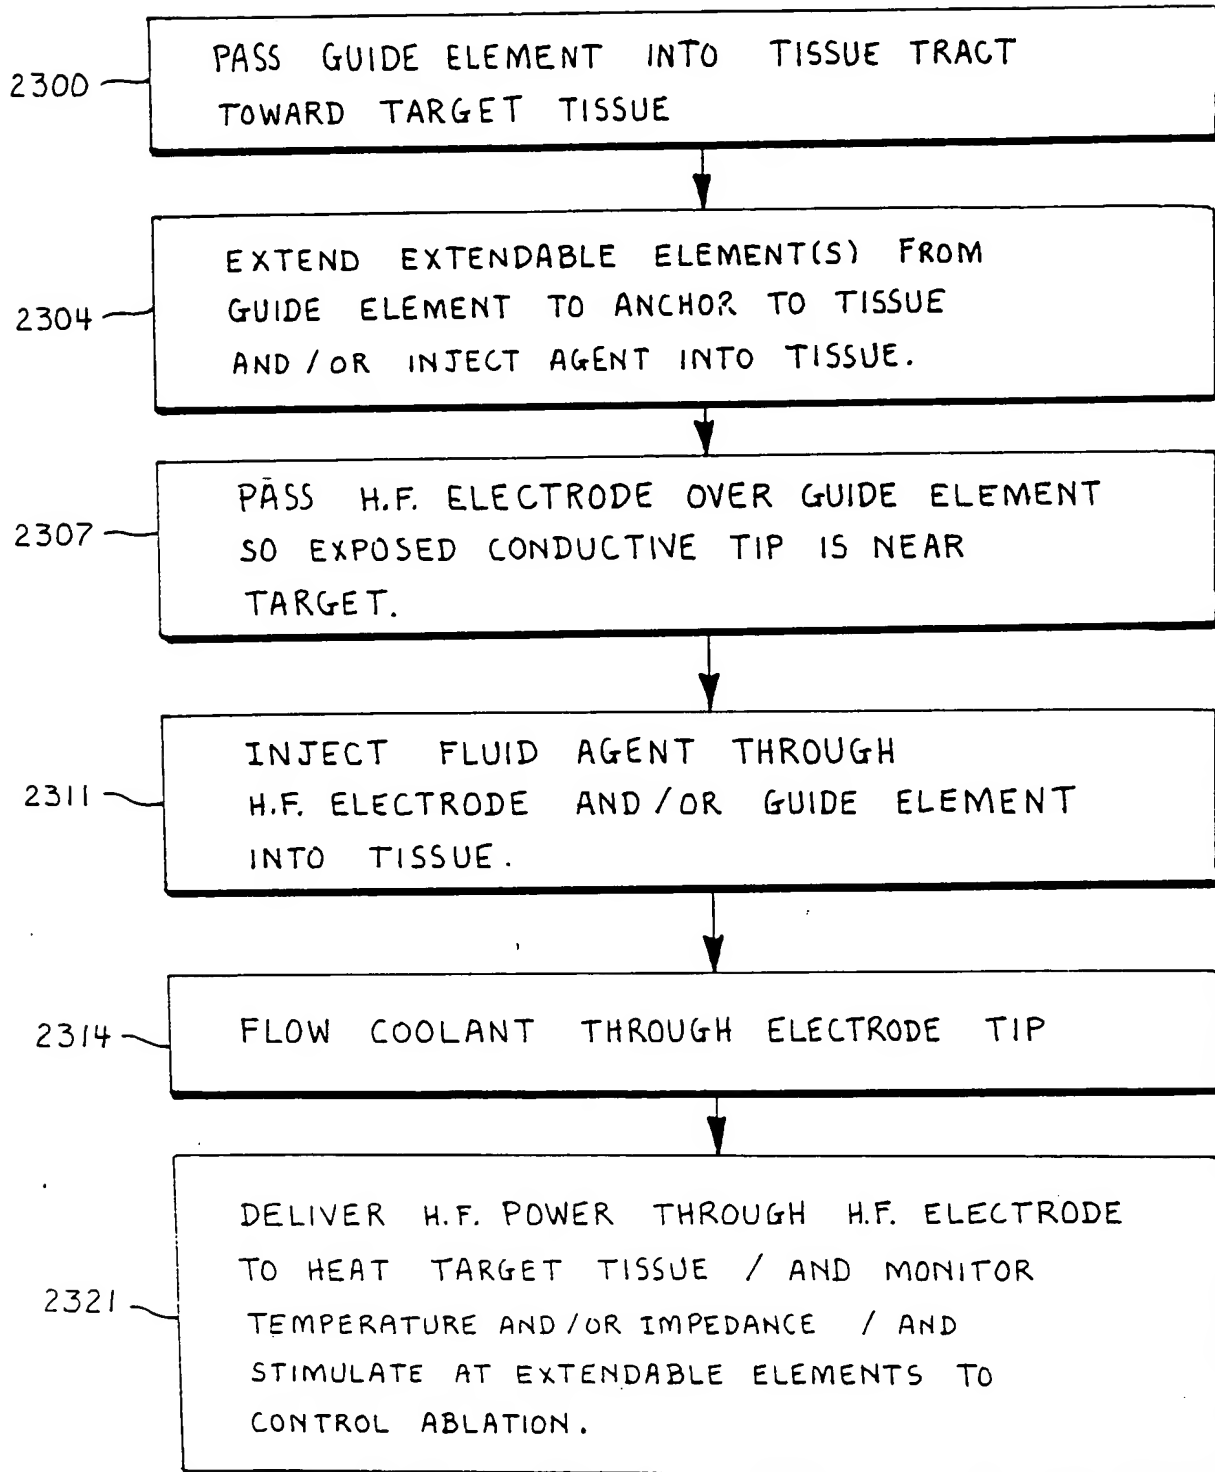 PASS GUIDE ELEMENT INTO TISSUE TRACT
2300
TOWARD TARGET TISSUE
EXTEND EXTENDABLE ELEMENT(S) FROM
2304
GUIDE ELEMENT TO ANCHOR TO TISSUE
AND/OR INJECT AGENT INTO TISSUE.
PASS H.F. ELECTRODE OVER GUIDE ELEMENT
2307
SO EXPOSED CONDUCTIVE TIP IS NEAR
TARGET.
INJECT FLUID AGENT THROUGH
2311
H.F. ELECTRODE AND/OR GUIDE ELEMENT
INTO TISSUE.
2314
FLOW COOLANT THROUGH ELECTRODE TIP
DELIVER H.F. POWER THROUGH H.F. ELECTRODE
TO HEAT TARGET TISSUE / AND MONITOR
2321
TEMPERATURE AND/OR IMPEDANCE / AND
STIMULATE AT EXTENDABLE ELEMENTS TO
CONTROL ABLATION.